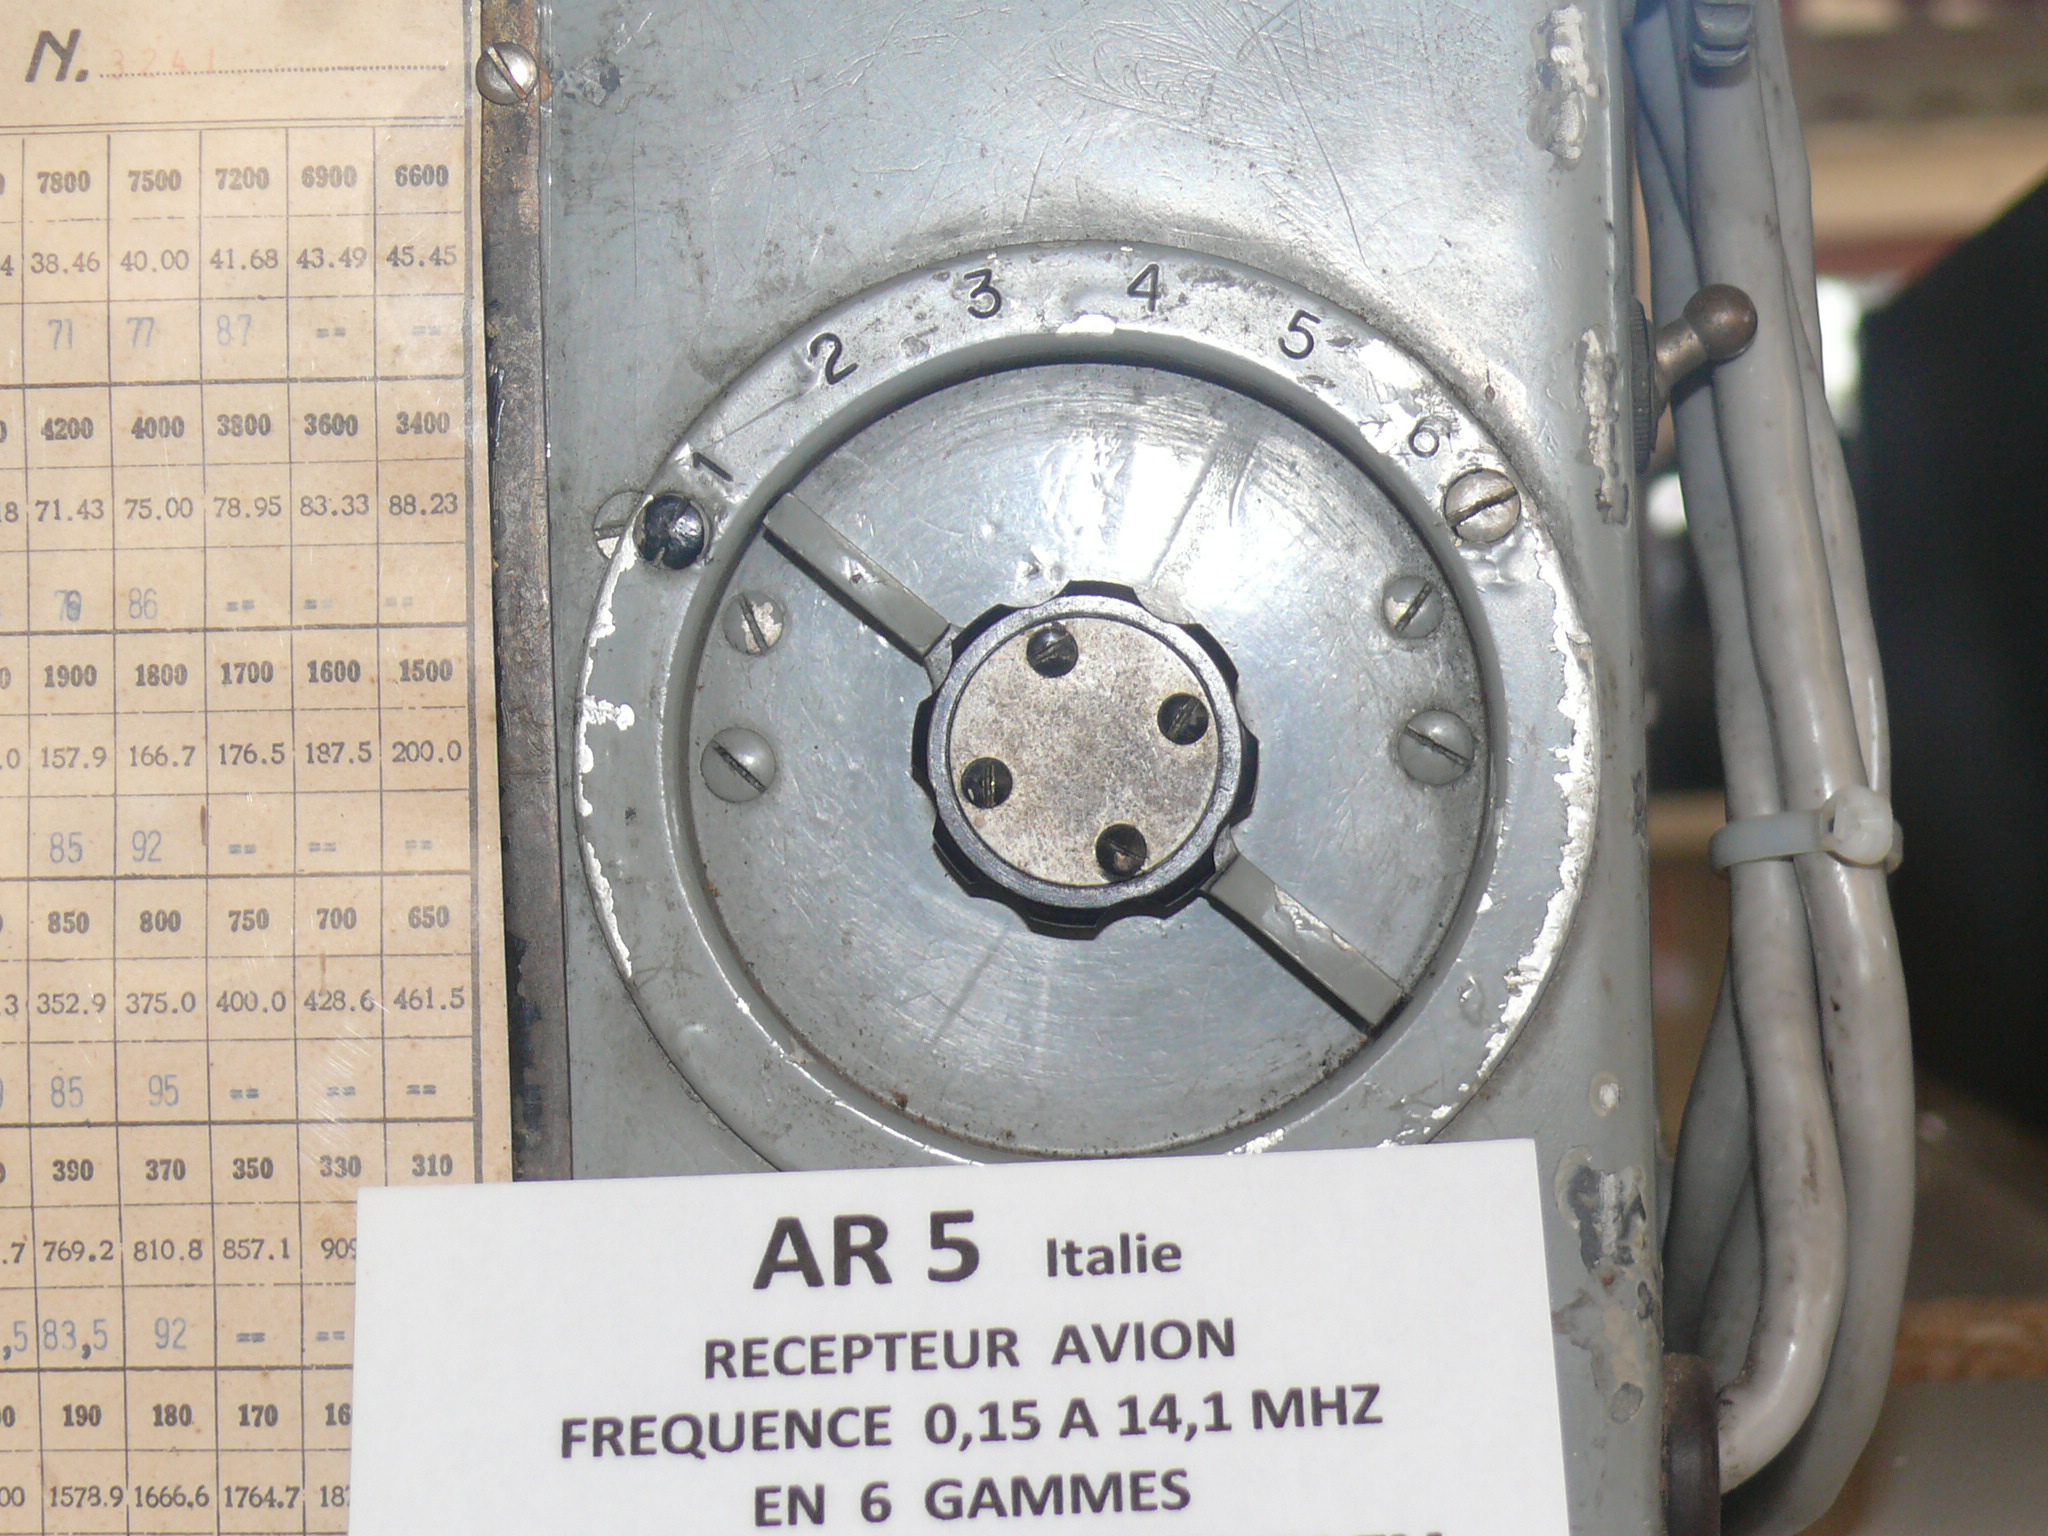 N. 3241
7800 7500 7200 6900 6600
4 38.46 40.00 41.68 43.49 45.45
71 77 87 == ==
4200 4000 3800 3600 3400
71.43 75.00 78.95 83.33 88.23
86 == == ==
1900 1800 1700 1600 1500
157.9 166.7 176.5 187.5 200.0
85 92 == == ==
850 800 750 700 650
352.9 375.0 400.0 428.6 461.5
85 95 == == ==
390 370 350 330 310
769.2 810.8 857.1
83,5 92 == ==
190 180 170
1578.9 1666.6 1764.7
1 2 3 4 5 6
AR 5 Italie
RECEPTEUR AVION
FREQUENCE 0,15 A 14,1 MHZ
EN 6 GAMMES